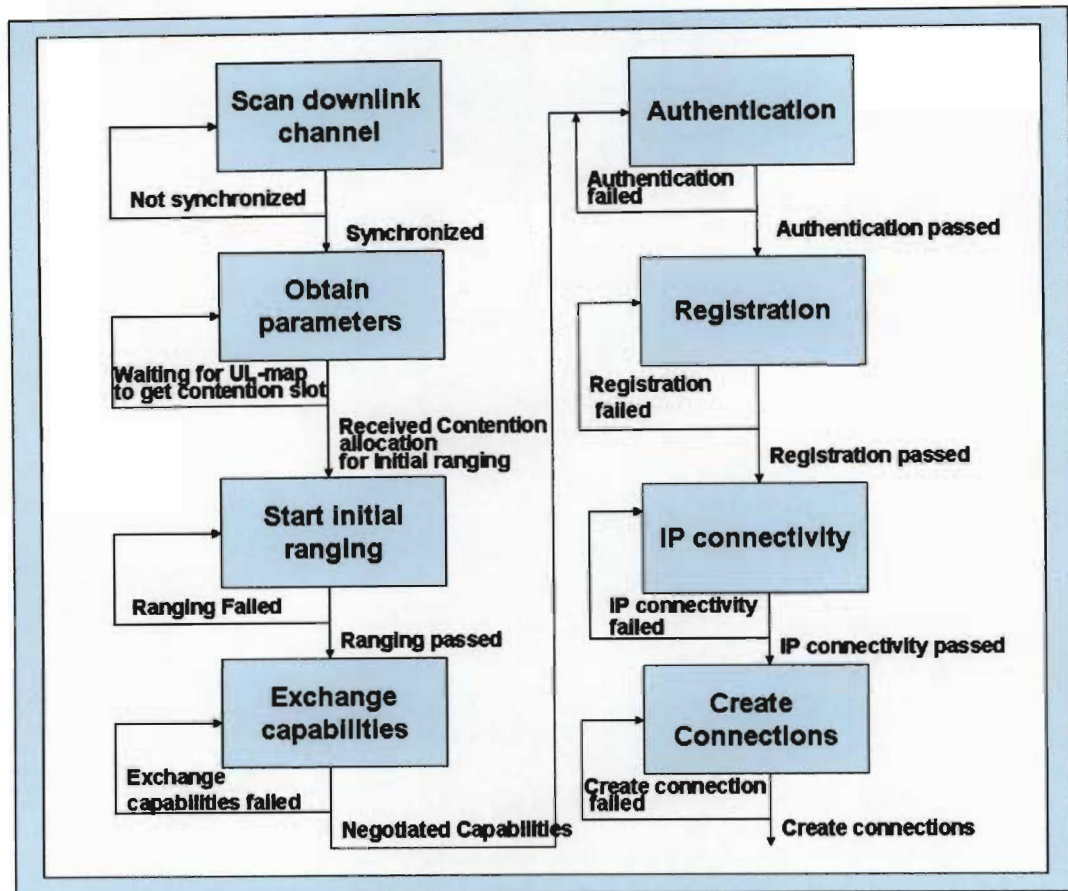 Scan downlink
channel
Not synchronized
Synchronized
Obtain
parameters
Waiting for UL-map
to get contention slot
Received Contention
allocation
for Initial ranging
Start initial
ranging
Ranging Failed
Ranging passed
Exchange
capabilities
Exchange
capabilities failed
Negotiated Capabilities
Authentication
Authentication
failed
Authentication passed
Registration
Registration
failed
Registration passed
IP connectivity
IP connectivity
failed
IP connectivity passed
Create
Connections
Create connection
failed
Create connections